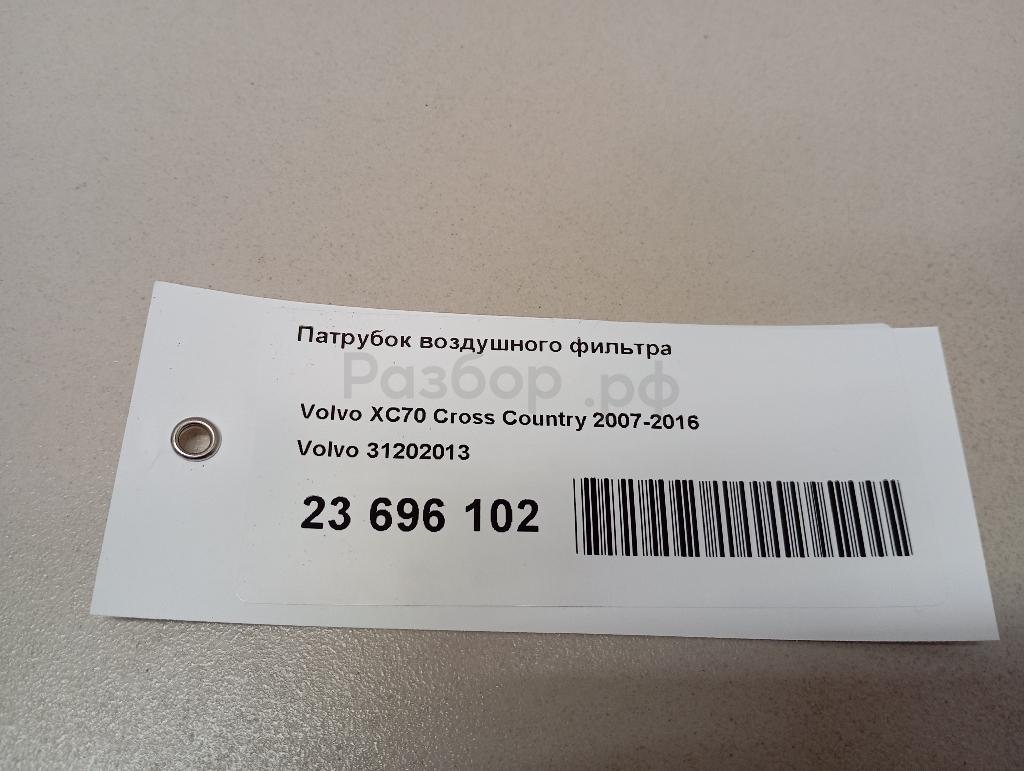 Патрубок воздушного фильтра
Разбор.рф
Volvo XC70 Cross Country 2007-2016
Volvo 31202013
23 696 102